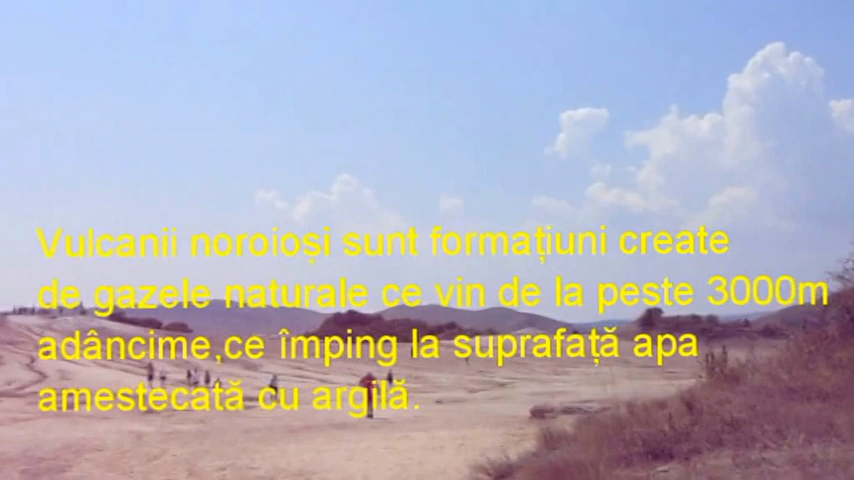 Vulcanii noroioși sunt formațiuni create
de gazele naturale ce vin de la peste 3000m
adâncime,ce împing la suprafață apa
amestecată cu argilă.